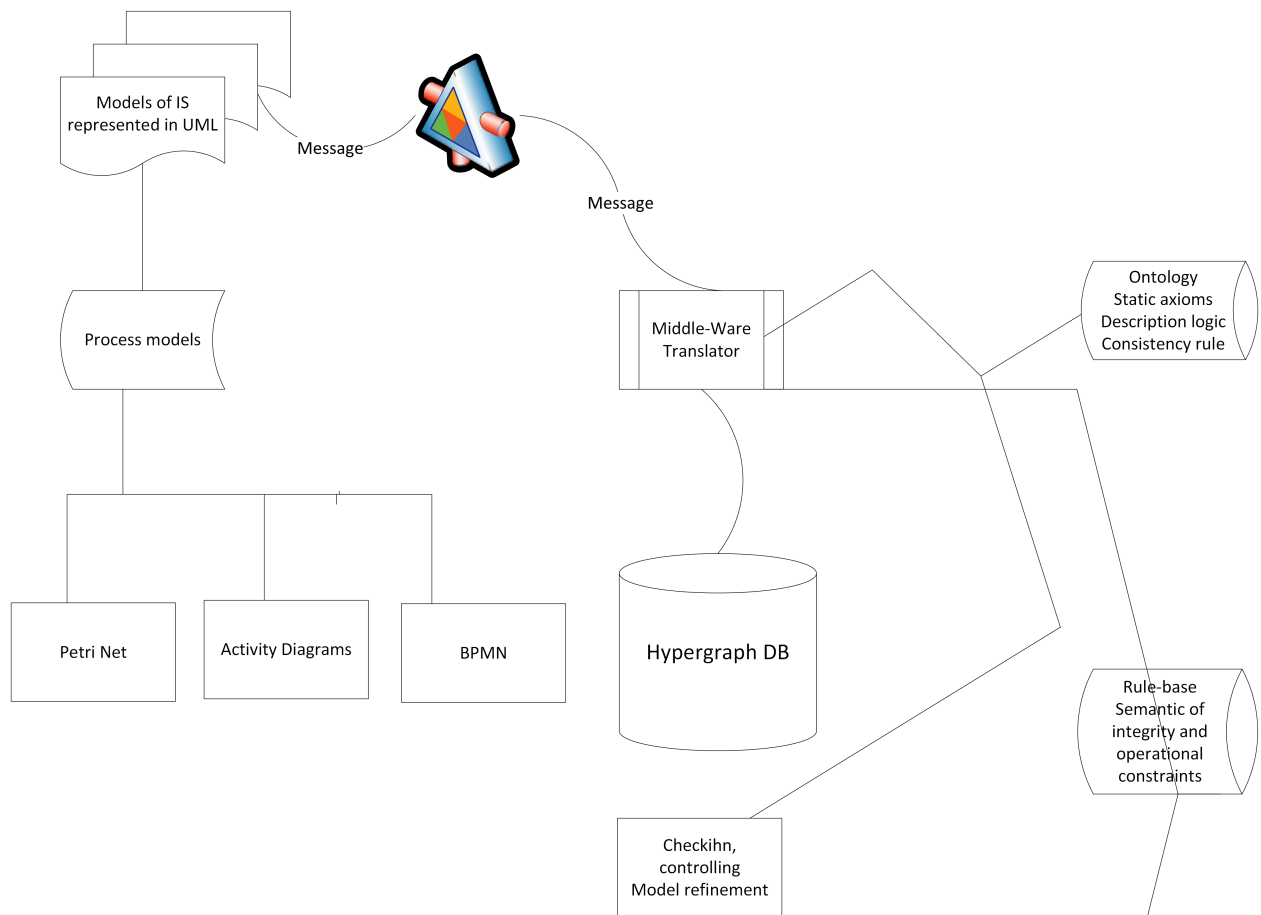 Models of IS
represented in UML
Message
Message
Ontology
Static axioms
Description logic
Consistency rule
Middle-Ware
Translator
Process models
Petri Net
Activity Diagrams
BPMN
Hypergraph DB
Rule-base
Semantic of
integrity and
operational
constraints
Checkihn,
controlling
Model refinement